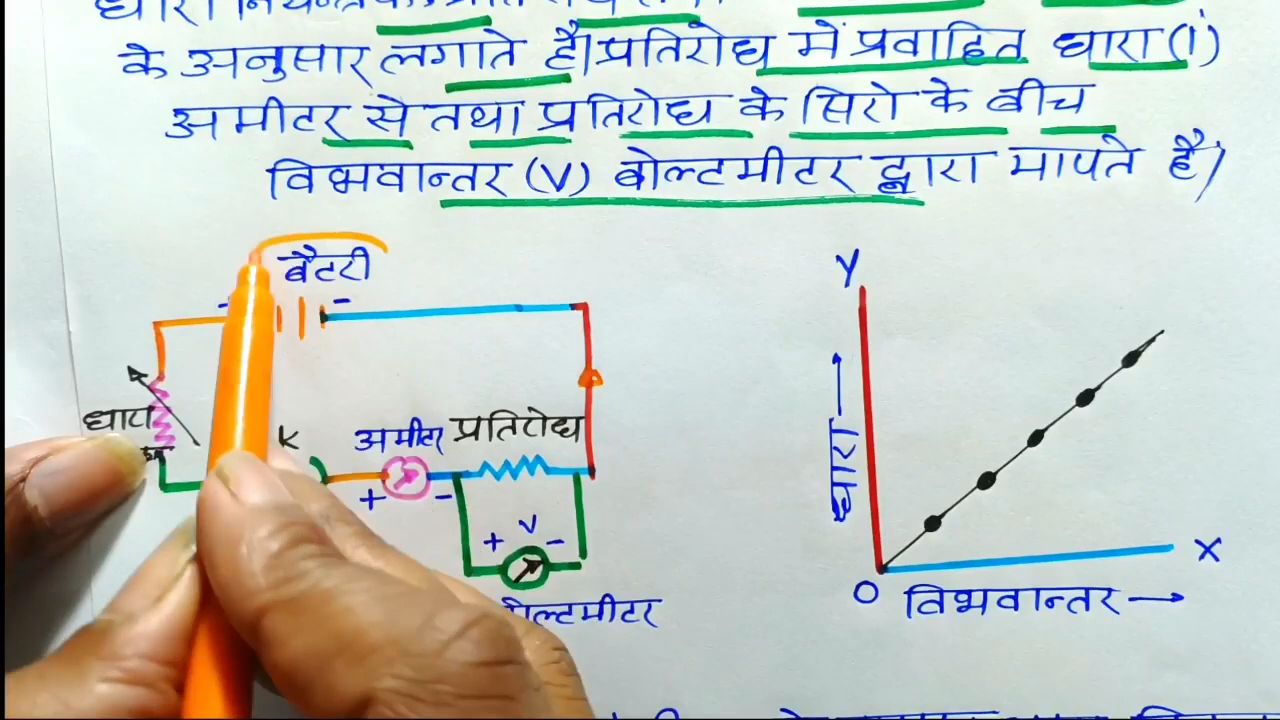 के अनुसार लगाते है।प्रतिरोध में प्रवाहित धारा (i)
अमीटर से तथा प्रतिरोध के सिरो के बीच
विभवान्तर (V) बोल्टमीटर द्वारा मापते है।
बैटरी
-
धारा
K
अमीटर
प्रतिरोध
+
-
V
+ -
Y
धारा
O
X
विभवान्तर